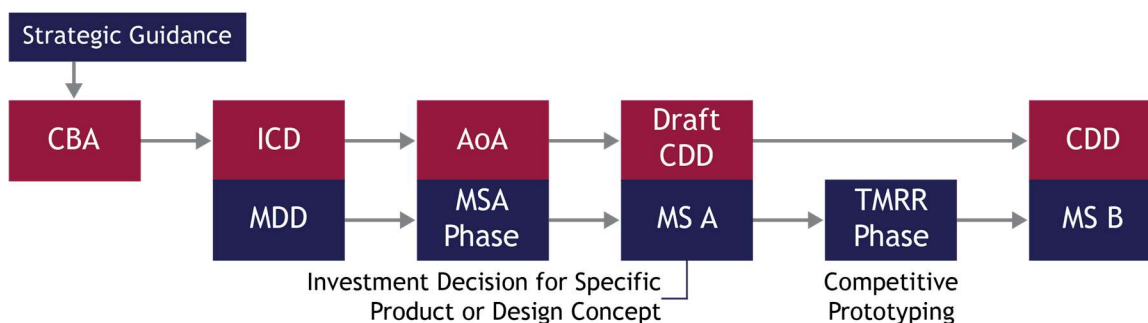 Strategic Guidance
CBA
ICD
AoA
Draft
CDD
CDD
MDD
MSA
Phase
MS A
TMRR
Phase
MS B
Investment Decision for Specific
Product or Design Concept
Competitive
Prototyping